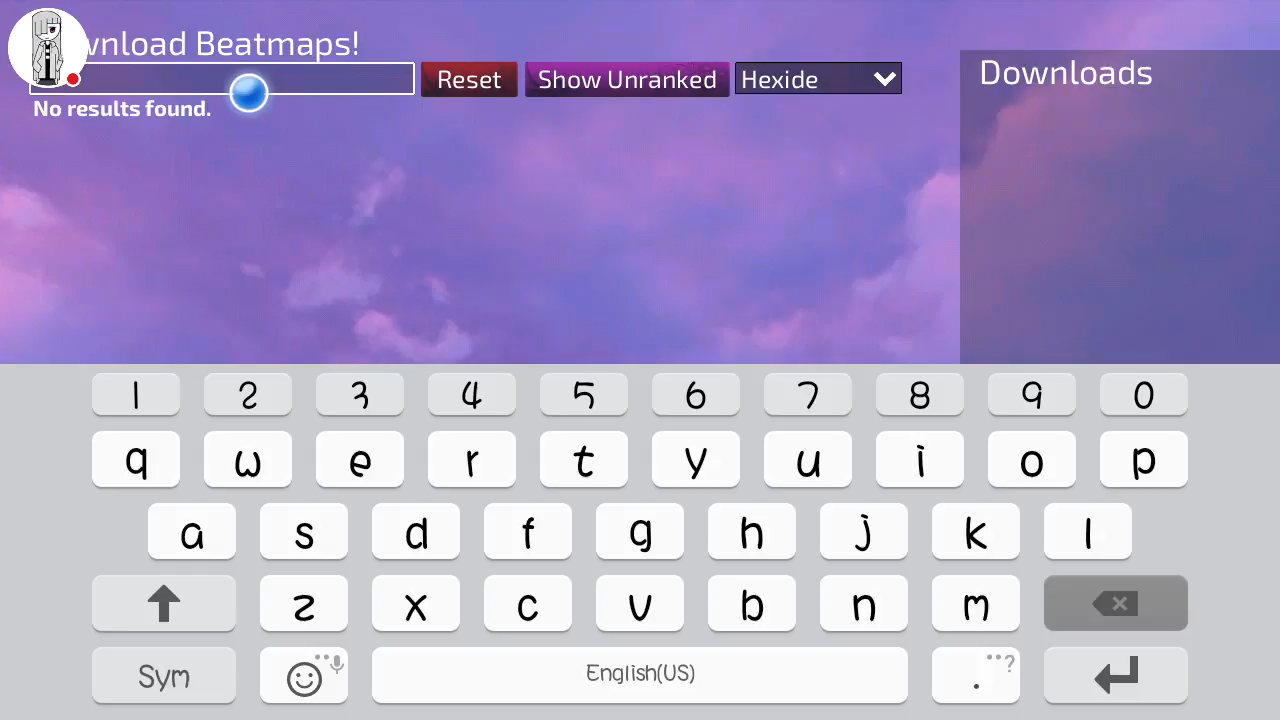 wnload Beatmaps!
Reset Show Unranked Hexide
Downloads
No results found.
1 2 3 4 5 6 7 8 9 0
q w e r t y u i o p
a s d f g h j k l
z x c v b n m
Sym English(US) . ?